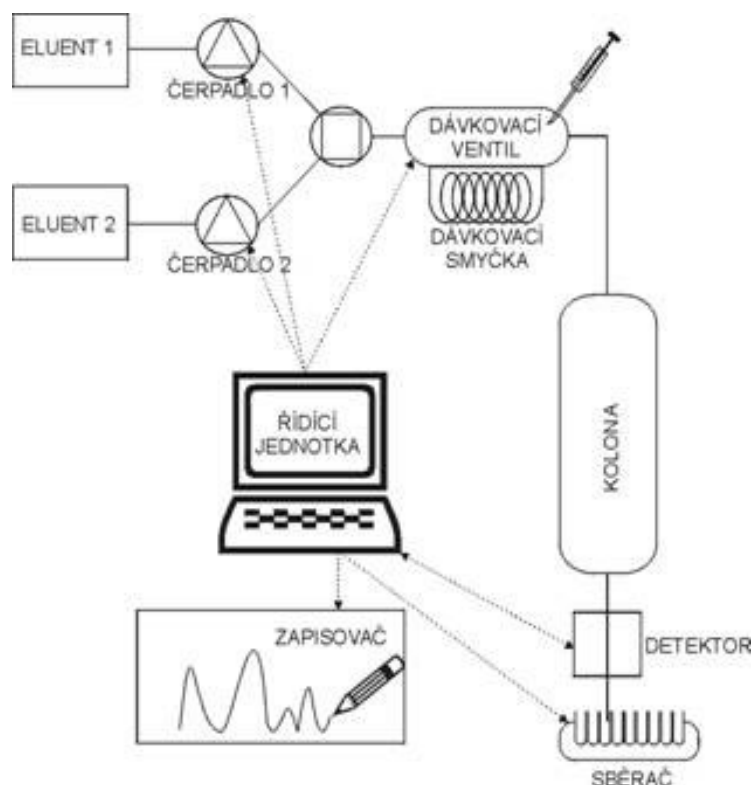 ELUENT 1
ČERPADLO 1
DÁVKOVACÍ
VENTIL
ELUENT 2
ČERPADLO 2
DÁVKOVACÍ
SMYČKA
ŘÍDÍCÍ
JEDNOTKA
KOLONA
ZAPISOVAČ
DETEKTOR
SBĚRAČ